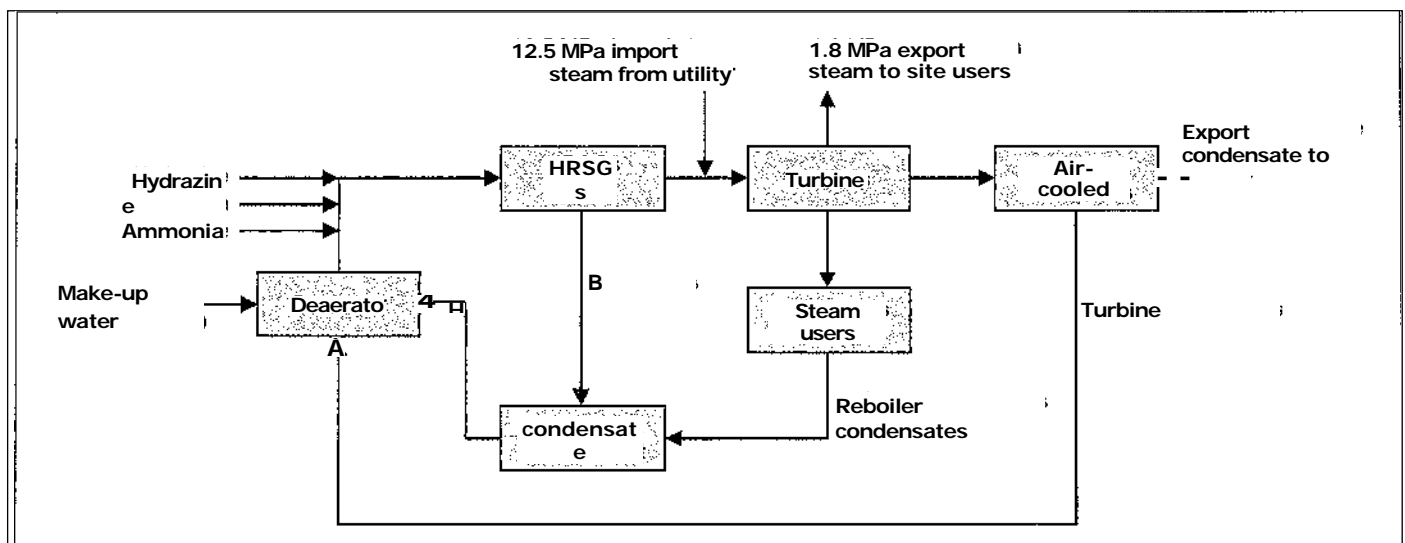 12.5 MPa import
steam from utility
1.8 MPa export
steam to site users
Export
condensate to
Hydrazin
e
Ammonia
HRSG
s
Turbine
Air-
cooled
Make-up
water
Deaerato
4
H
B
Steam
users
Turbine
A
Reboiler
condensates
condensat
e